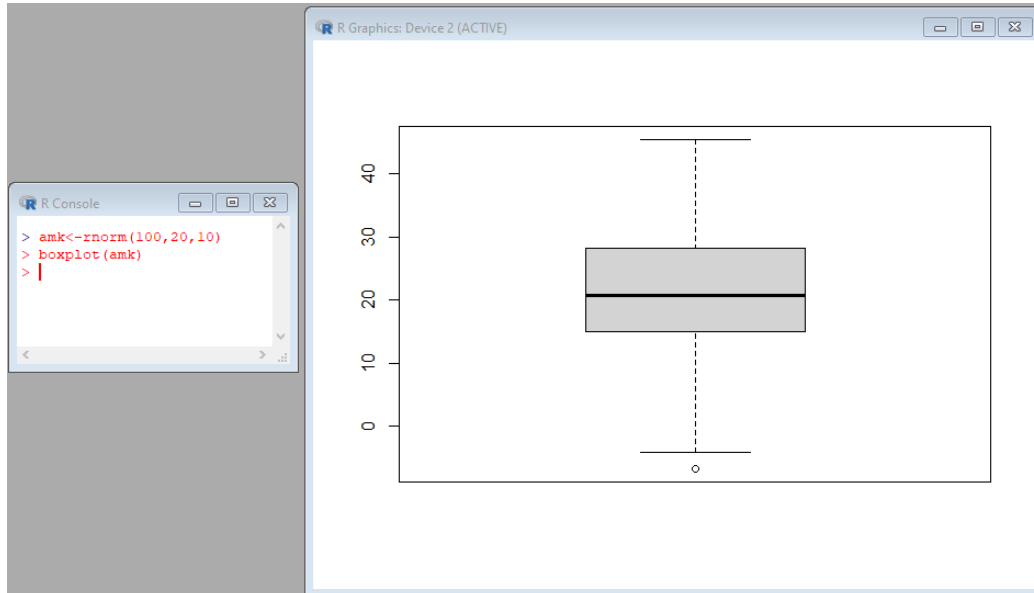 R Graphics: Device 2 (ACTIVE)
R Console
> amk<-rnorm(100,20,10)
> boxplot(amk)
>
40
30
20
10
0